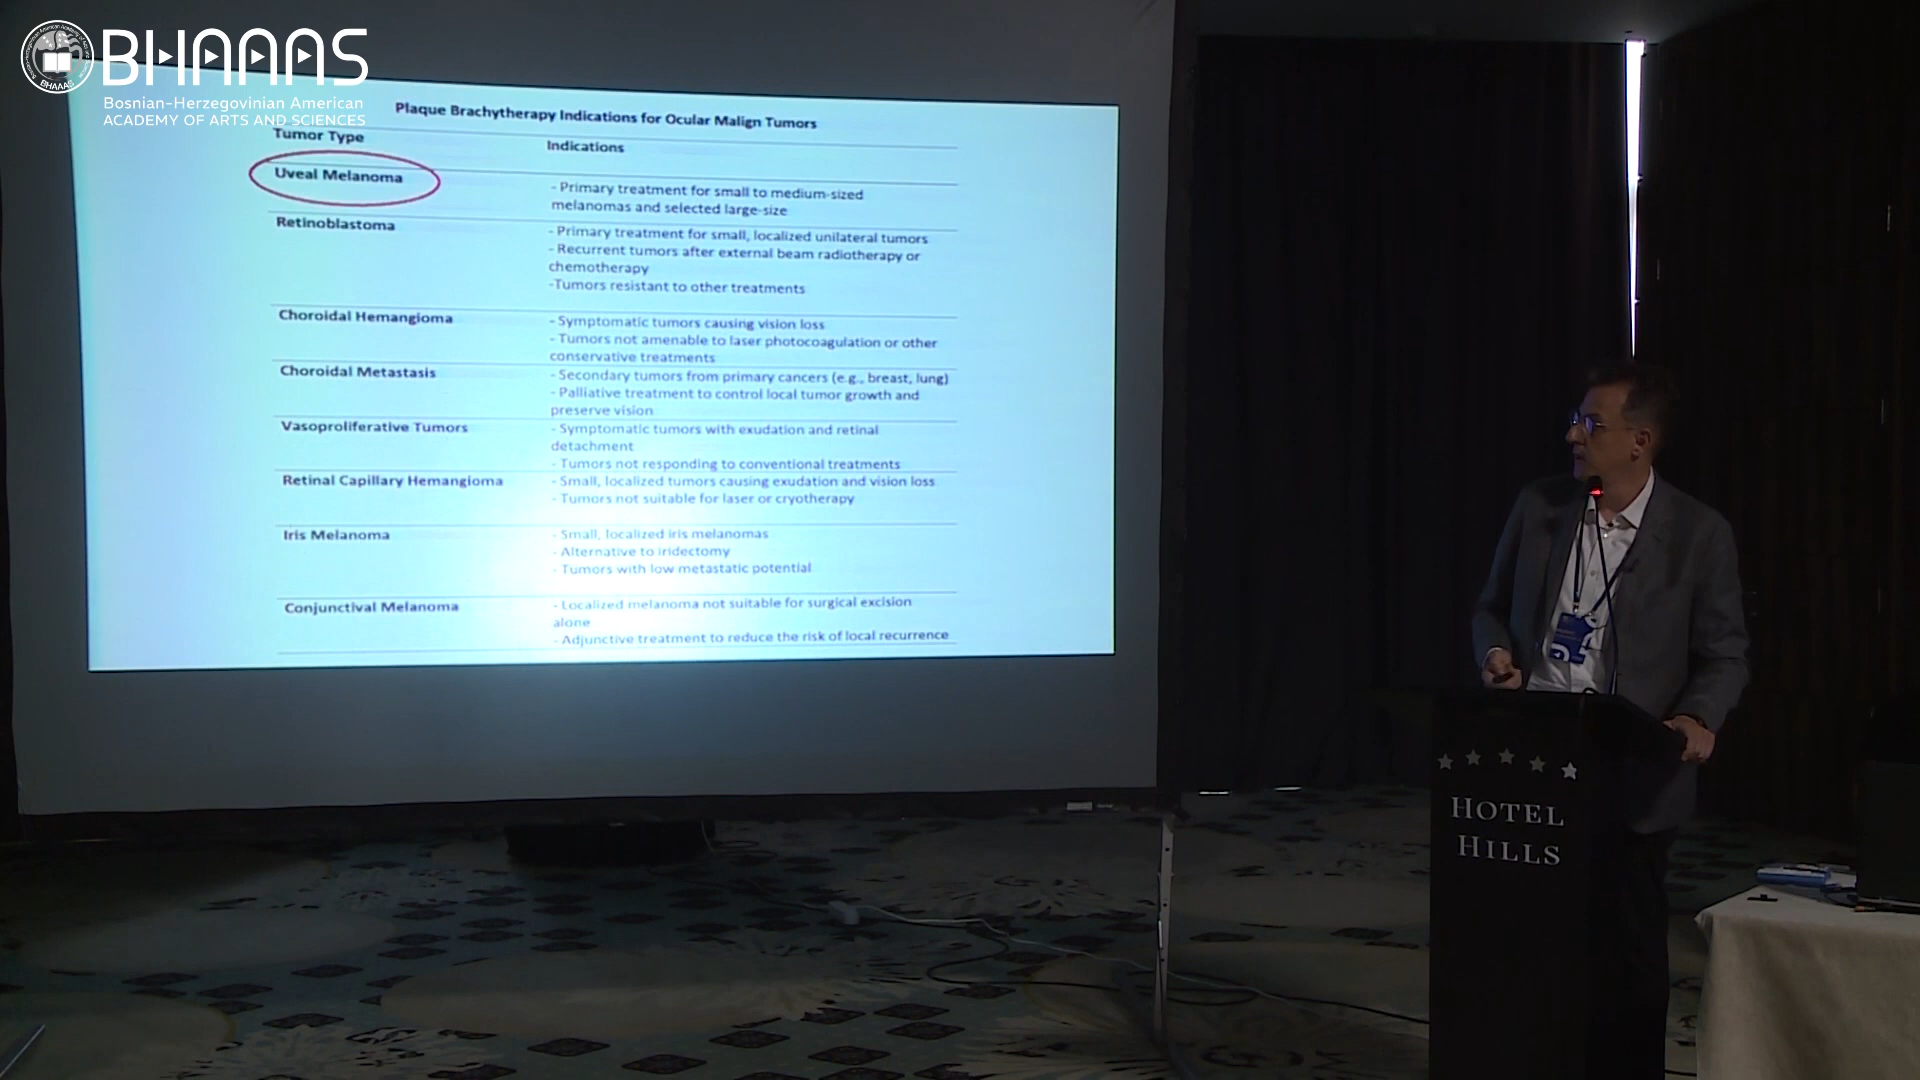 BHAAAS
Bosnian-Herzegovinian American
ACADEMY OF ARTS AND SCIENCES
BHAAAS
Plaque Brachytherapy Indications for Ocular Malign Tumors
Tumor Type
Indications
Uveal Melanoma
- Primary treatment for small to medium-sized
melanomas and selected large-size
Retinoblastoma
- Primary treatment for small, localized unilateral tumors
- Recurrent tumors after external beam radiotherapy or
chemotherapy
-Tumors resistant to other treatments
Choroidal Hemangioma
- Symptomatic tumors causing vision loss
- Tumors not amenable to laser photocoagulation or other
conservative treatments
Choroidal Metastasis
- Secondary tumors from primary cancers (e.g., breast, lung)
- Palliative treatment to control local tumor growth and
preserve vision
Vasoproliferative Tumors
- Symptomatic tumors with exudation and retinal
detachment
- Tumors not responding to conventional treatments
Retinal Capillary Hemangioma
- Small, localized tumors causing exudation and vision loss
- Tumors not suitable for laser or cryotherapy
Iris Melanoma
- Small, localized iris melanomas
- Alternative to iridectomy
- Tumors with low metastatic potential
Conjunctival Melanoma
- Localized melanoma not suitable for surgical excision
alone
- Adjunctive treatment to reduce the risk of local recurrence
HOTEL
HILLS